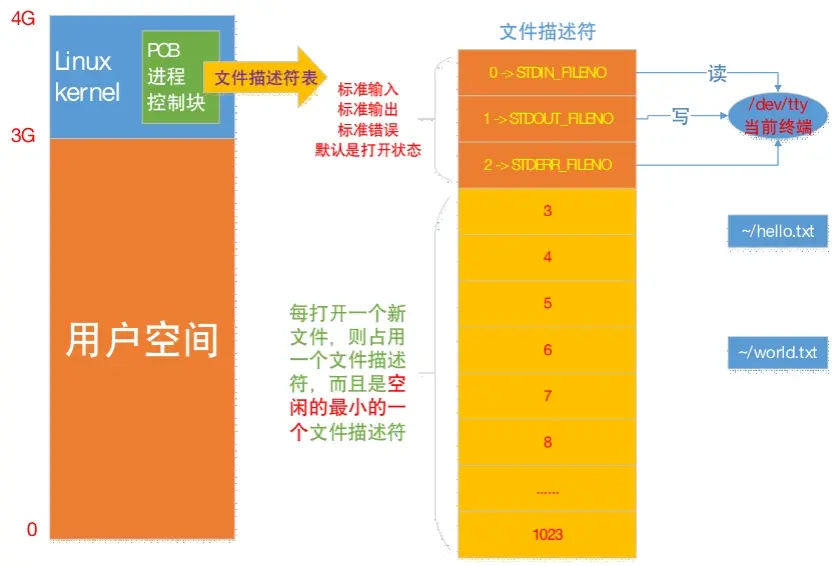 4G
Linux
kernel
PCB
进程
控制块
文件描述符表
3G
用户空间
0
标准输入
标准输出
标准错误
默认是打开状态
每打开一个新
文件，则占用
一个文件描述
符，而且是空
闲的最小的一
个文件描述符
文件描述符
0 -> STDIN_FILENO
1 -> STDOUT_FILENO
2 -> STDERR_FILENO
3
4
5
6
7
8
……
1023
读
写
/dev/tty
当前终端
~/hello.txt
~/world.txt